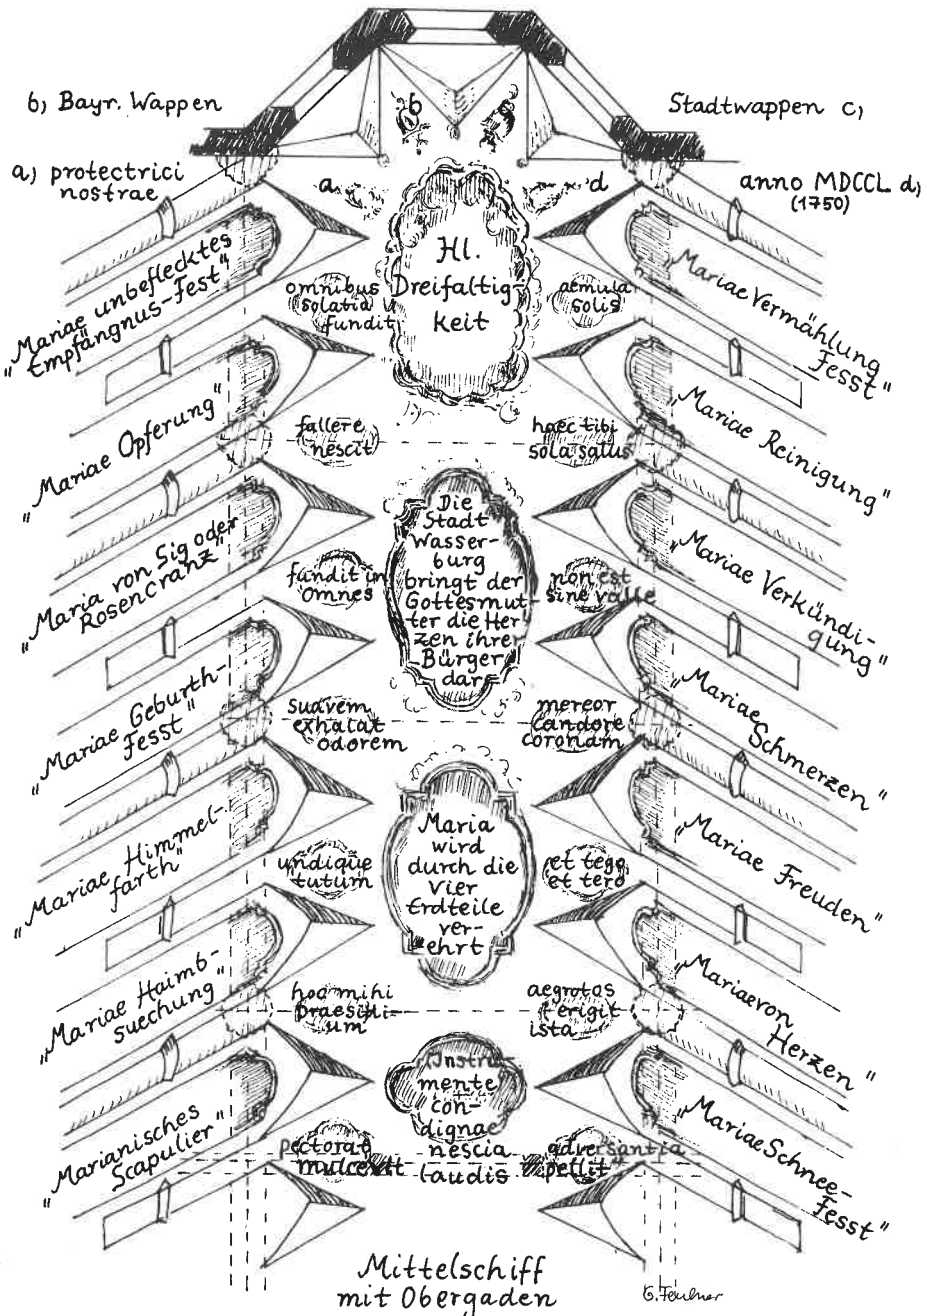 b) Bayr. Wappen
Stadtwappen c)
a) protectrici
nostrae
anno MDCCL d)
(1750)
b
a
d
Hl.
Dreifaltig-
keit
"Mariae unbeflecktes
Empfängnus-Fest"
omnibus
solatia
fundit
aemula
solis
"Mariae Vermählung
Fesst"
"Mariae Opferung"
fallere
nescit
haec tibi
sola salus
"Mariae Reinigung"
"Maria von Sig oder
Rosencranz"
fundit in
omnes
Die
Stadt
Wasser-
burg
bringt der
Gottesmut-
ter die Her
zen ihrer
Bürger
dar
non est
sine valle
"Mariae Verkündi-
gung"
"Mariae Geburth-
Fesst"
suavem
exhalat
odorem
mereor
candore
coronam
"Mariae
Schmerzen"
"Mariae Himmel-
farth"
undique
tutum
Maria
wird
durch die
vier
Erdteile
ver-
ehrt
et tego
et tero
"Mariae Freuden"
"Mariae Haimb-
suechung"
hoc mihi
praesidi-
um
aegrotos
erigit
ista
"Mariae von
Herzen"
"Marianisches
Scapulier"
Instru-
mente
con-
dignae
nescia
laudis
pectora
adversantia
pellit
"Mariae Schnee-
Fesst"
Mittelschiff
mit Obergaden
G. Feulner